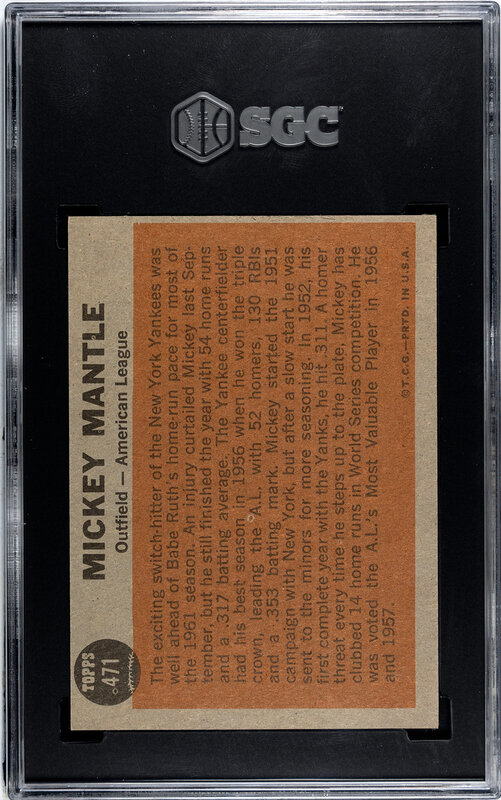 SGC
TOPPS
471
MICKEY MANTLE
Outfield — American League
The exciting switch-hitter of the New York Yankees was
well ahead of Babe Ruth's home-run pace for most of
the 1961 season. An injury curtailed Mickey last Sep-
tember, but he still finished the year with 54 home runs
and a .317 batting average. The Yankee centerfielder
had his best season in 1956 when he won the triple
crown, leading the A.L. with 52 homers, 130 RBIs
and a .353 batting mark. Mickey started the 1951
campaign with New York, but after a slow start he was
sent to the minors for more seasoning. In 1952, his
first complete year with the Yanks, he hit .311. A homer
threat every time he steps up to the plate, Mickey has
clubbed 14 home runs in World Series competition. He
was voted the A.L.'s Most Valuable Player in 1956
and 1957.
©T.C.G.—PRTD. IN U.S.A.